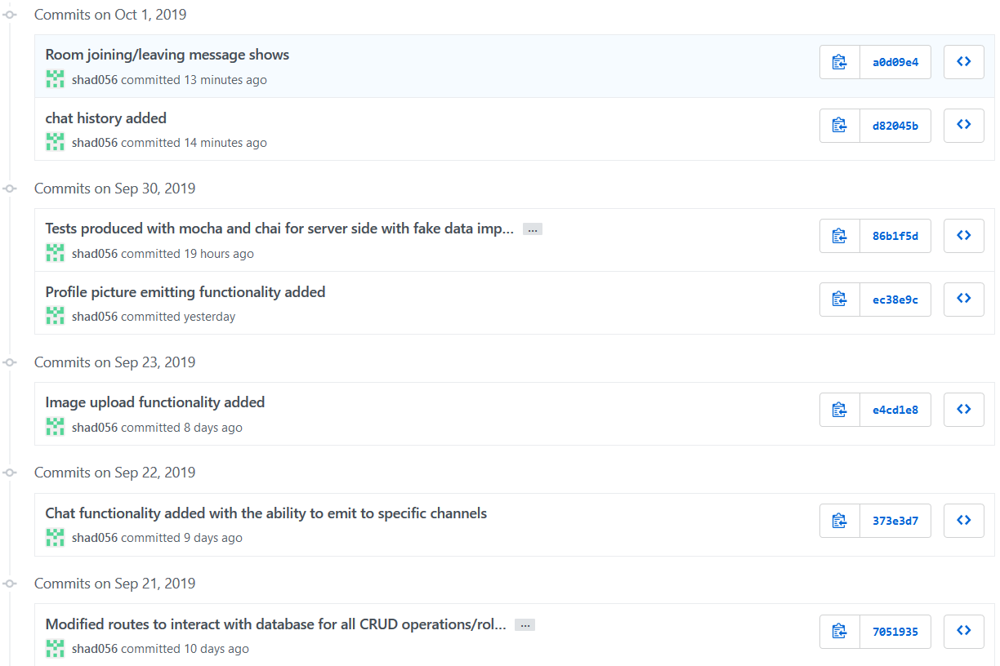 Commits on Oct 1, 2019
Room joining/leaving message shows
a0d09e4
shad056 committed 13 minutes ago
chat history added
d82045b
shad056 committed 14 minutes ago
Commits on Sep 30, 2019
Tests produced with mocha and chai for server side with fake data imp... ...
86b1f5d
shad056 committed 19 hours ago
Profile picture emitting functionality added
ec38e9c
shad056 committed yesterday
Commits on Sep 23, 2019
Image upload functionality added
e4cd1e8
shad056 committed 8 days ago
Commits on Sep 22, 2019
Chat functionality added with the ability to emit to specific channels
373e3d7
shad056 committed 9 days ago
Commits on Sep 21, 2019
Modified routes to interact with database for all CRUD operations/rol... ...
7051935
shad056 committed 10 days ago